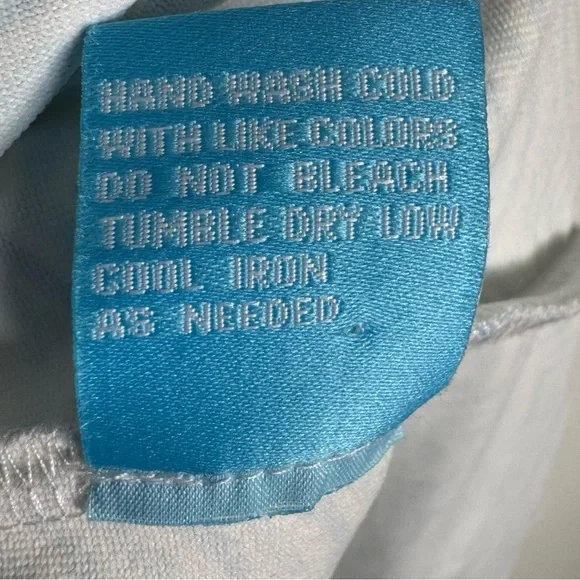 HAND WASH COLD
WITH LIKE COLORS
DO NOT BLEACH
TUMBLE DRY LOW
COOL IRON
AS NEEDED.